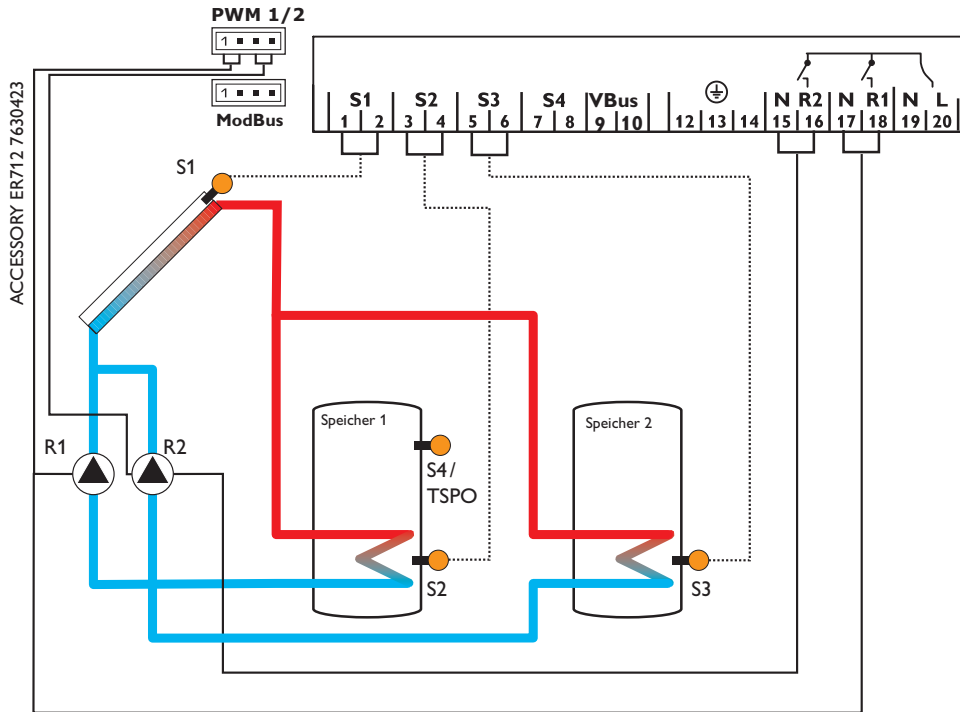 PWM 1/2
1
1
ModBus
ACCESSORY ER712 7630423
S1 S2 S3 S4 VBus N R2 N R1 N L
1 2 3 4 5 6 7 8 9 10 12 13 14 15 16 17 18 19 20
S1
Speicher 1
Speicher 2
R1
R2
S4 /
TSPO
S2
S3